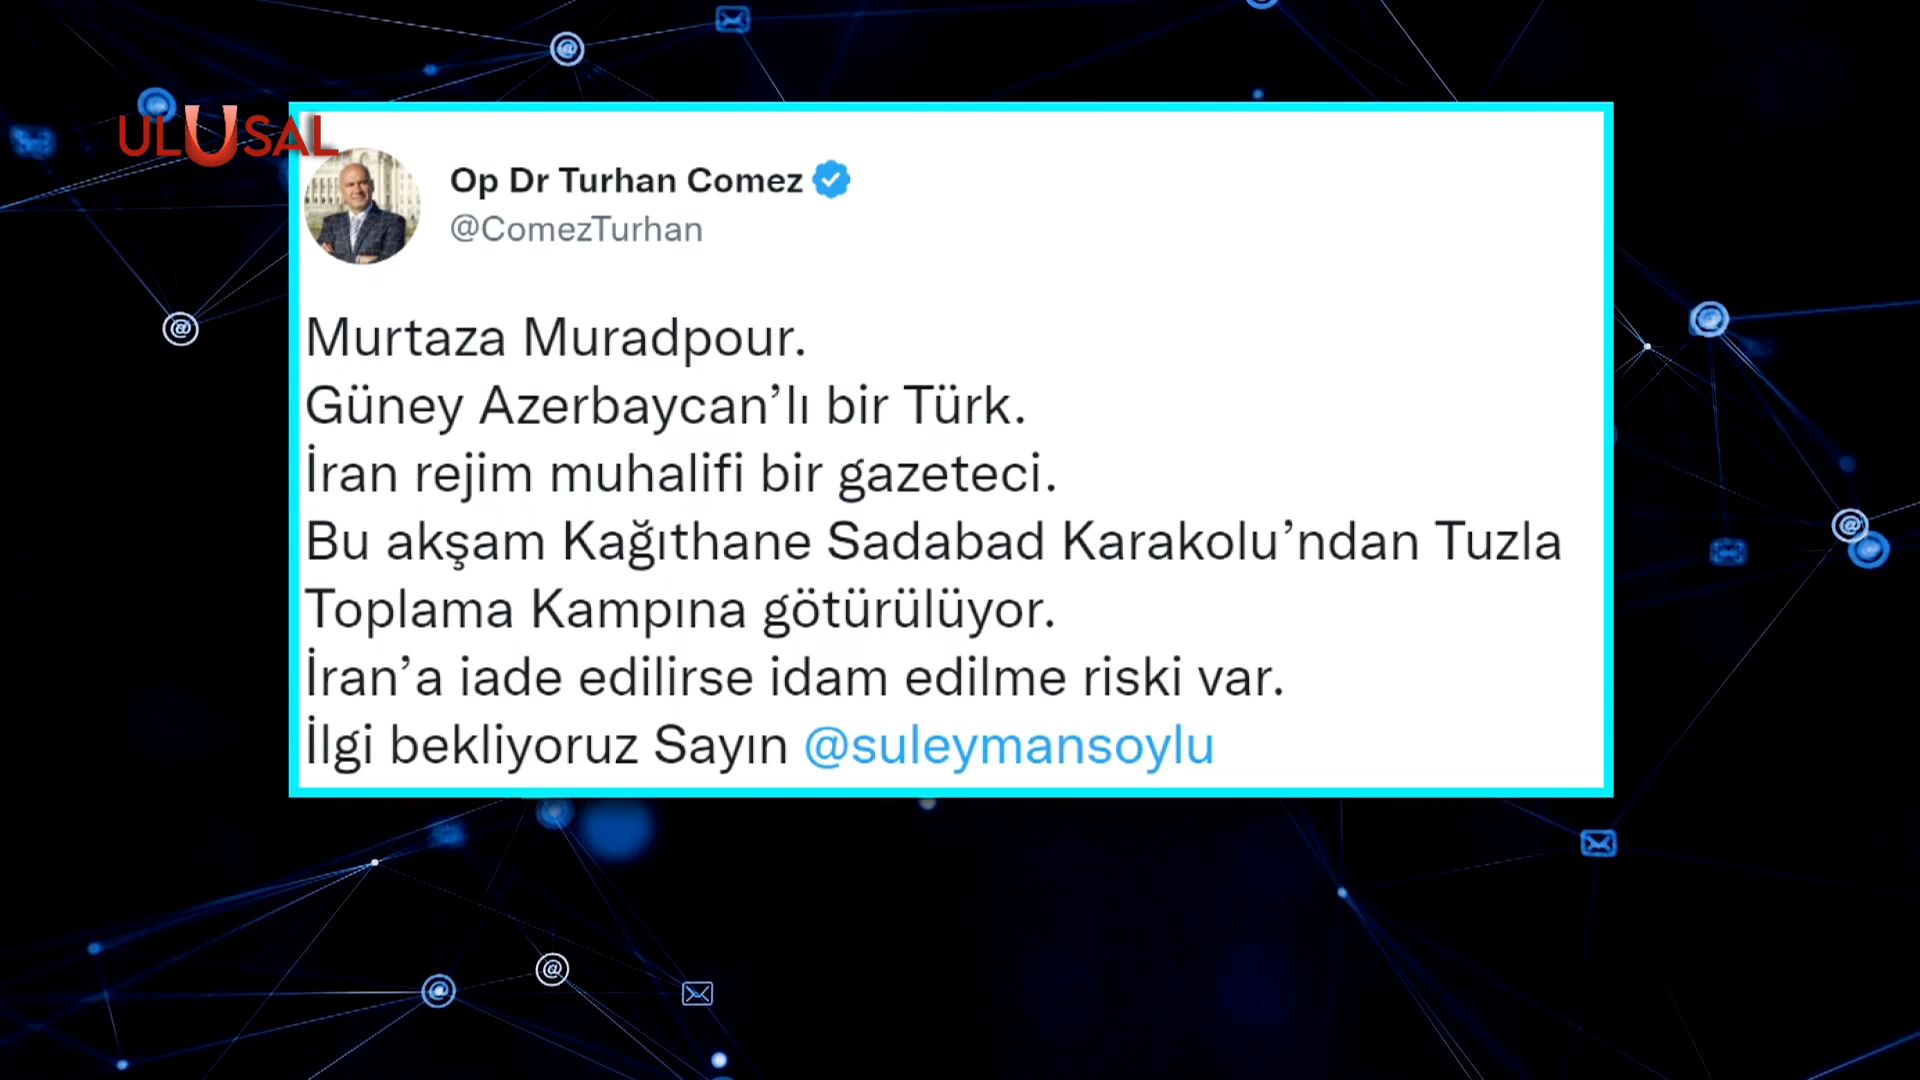 ULUSAL
Op Dr Turhan Comez
@ComezTurhan
Murtaza Muradpour.
Güney Azerbaycan’lı bir Türk.
İran rejim muhalifi bir gazeteci.
Bu akşam Kağıthane Sadabad Karakolu’ndan Tuzla
Toplama Kampına götürülüyor.
İran’a iade edilirse idam edilme riski var.
İlgi bekliyoruz Sayın @suleymansoylu